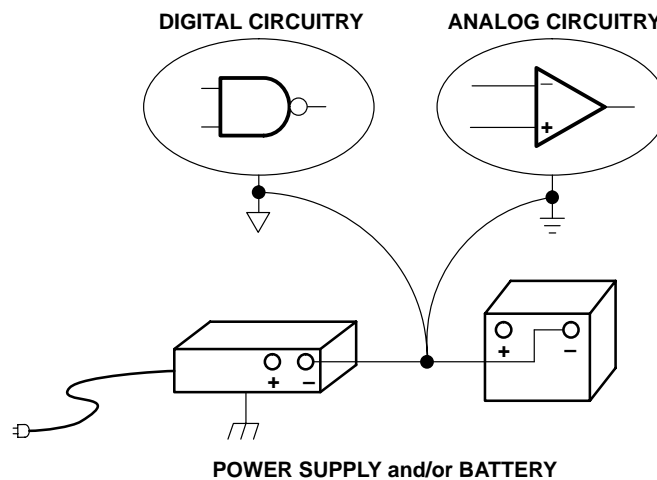 DIGITAL CIRCUITRY ANALOG CIRCUITRY
− +
+ −
+ −
POWER SUPPLY and/or BATTERY